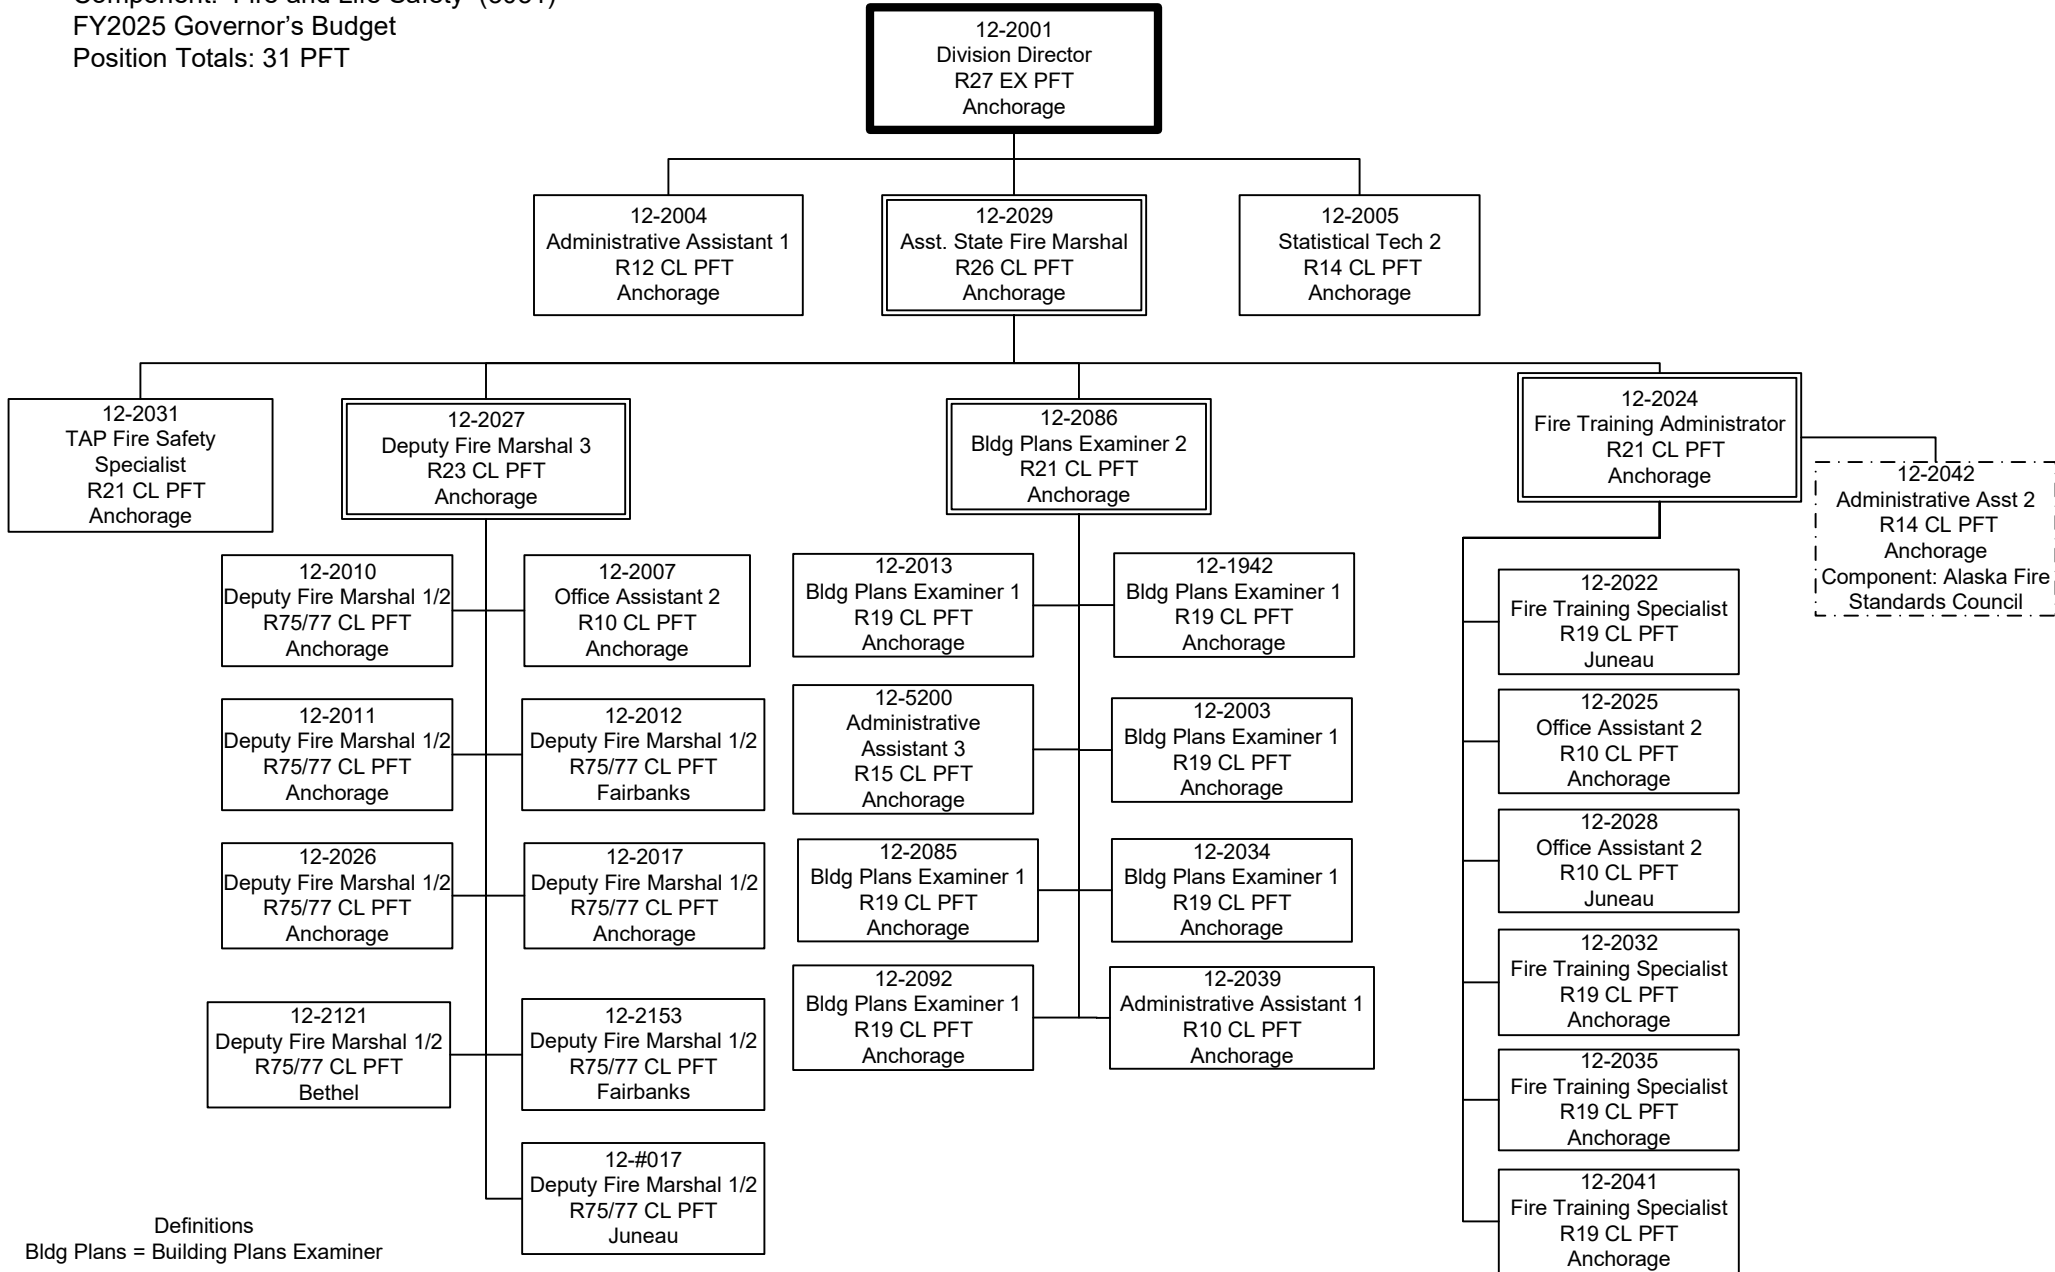 Component: Fire and Life Safety (3051)
FY2025 Governor’s Budget
Position Totals: 31 PFT
12-2001
Division Director
R27 EX PFT
Anchorage
12-2004
Administrative Assistant 1
R12 CL PFT
Anchorage
12-2029
Asst. State Fire Marshal
R26 CL PFT
Anchorage
12-2005
Statistical Tech 2
R14 CL PFT
Anchorage
12-2031
TAP Fire Safety
Specialist
R21 CL PFT
Anchorage
12-2027
Deputy Fire Marshal 3
R23 CL PFT
Anchorage
12-2086
Bldg Plans Examiner 2
R21 CL PFT
Anchorage
12-2024
Fire Training Administrator
R21 CL PFT
Anchorage
12-2042
Administrative Asst 2
R14 CL PFT
Anchorage
Component: Alaska Fire
Standards Council
12-2010
Deputy Fire Marshal 1/2
R75/77 CL PFT
Anchorage
12-2007
Office Assistant 2
R10 CL PFT
Anchorage
12-2011
Deputy Fire Marshal 1/2
R75/77 CL PFT
Anchorage
12-2012
Deputy Fire Marshal 1/2
R75/77 CL PFT
Fairbanks
12-2026
Deputy Fire Marshal 1/2
R75/77 CL PFT
Anchorage
12-2017
Deputy Fire Marshal 1/2
R75/77 CL PFT
Anchorage
12-2121
Deputy Fire Marshal 1/2
R75/77 CL PFT
Bethel
12-2153
Deputy Fire Marshal 1/2
R75/77 CL PFT
Fairbanks
12-#017
Deputy Fire Marshal 1/2
R75/77 CL PFT
Juneau
12-2013
Bldg Plans Examiner 1
R19 CL PFT
Anchorage
12-1942
Bldg Plans Examiner 1
R19 CL PFT
Anchorage
12-5200
Administrative
Assistant 3
R15 CL PFT
Anchorage
12-2003
Bldg Plans Examiner 1
R19 CL PFT
Anchorage
12-2085
Bldg Plans Examiner 1
R19 CL PFT
Anchorage
12-2034
Bldg Plans Examiner 1
R19 CL PFT
Anchorage
12-2092
Bldg Plans Examiner 1
R19 CL PFT
Anchorage
12-2039
Administrative Assistant 1
R10 CL PFT
Anchorage
12-2022
Fire Training Specialist
R19 CL PFT
Juneau
12-2025
Office Assistant 2
R10 CL PFT
Anchorage
12-2028
Office Assistant 2
R10 CL PFT
Juneau
12-2032
Fire Training Specialist
R19 CL PFT
Anchorage
12-2035
Fire Training Specialist
R19 CL PFT
Anchorage
12-2041
Fire Training Specialist
R19 CL PFT
Anchorage
Definitions
Bldg Plans = Building Plans Examiner